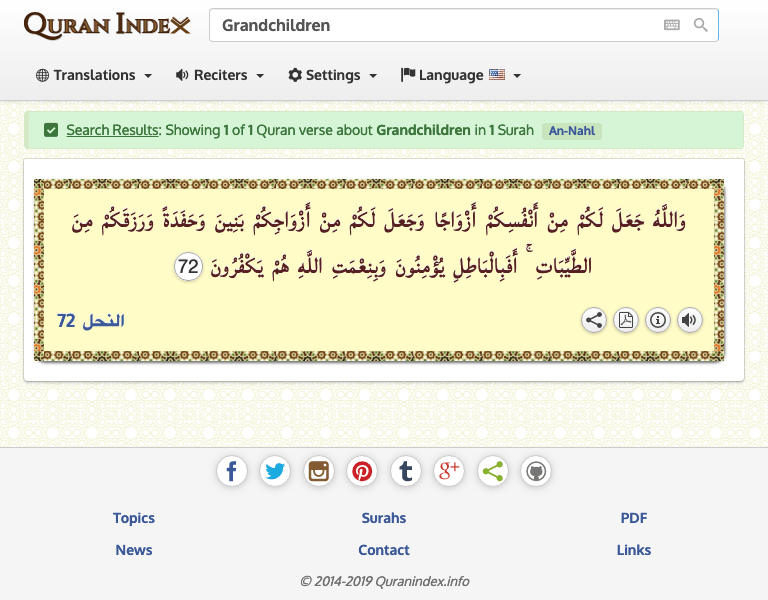 QURAN INDEX
Grandchildren
Translations Reciters Settings Language
Search Results: Showing 1 of 1 Quran verse about Grandchildren in 1 Surah An-Nahl
وَاللَّهُ جَعَلَ لَكُمْ مِنْ أَنْفُسِكُمْ أَزْوَاجًا وَجَعَلَ لَكُمْ مِنْ أَزْوَاجِكُمْ بَنِينَ وَحَفَدَةً وَرَزَقَكُمْ مِنَ
الطَّيِّبَاتِ ۚ أَفَبِالْبَاطِلِ يُؤْمِنُونَ وَبِنِعْمَتِ اللَّهِ هُمْ يَكْفُرُونَ 72
النحل 72
f t g+
Topics Surahs PDF
News Contact Links
© 2014-2019 Quranindex.info